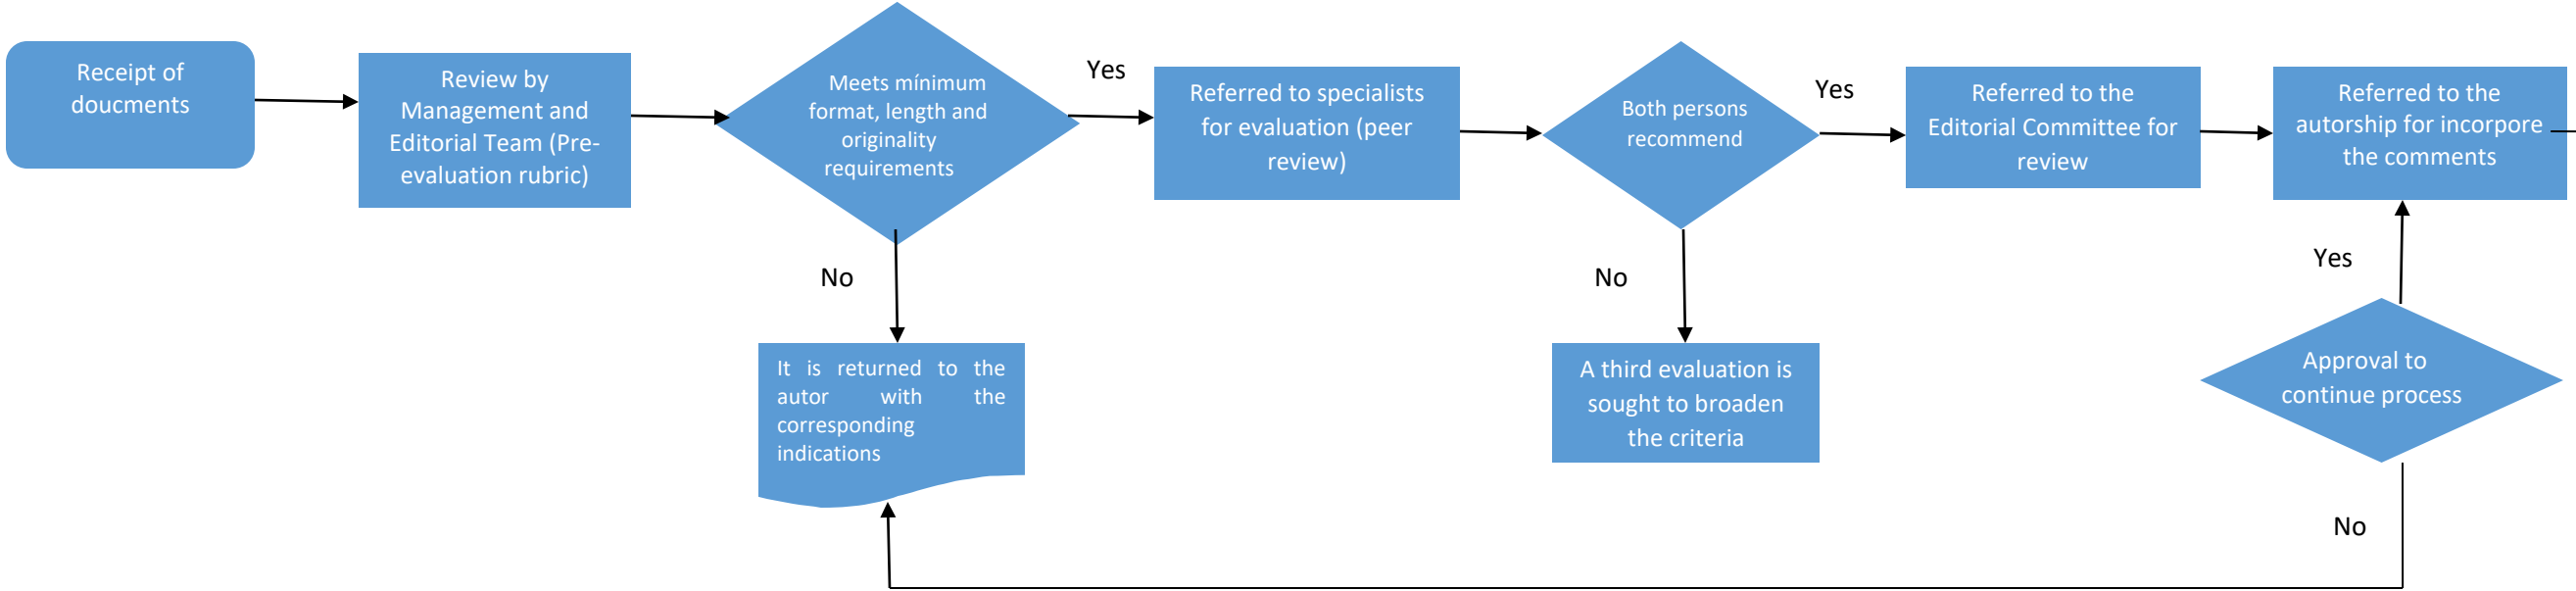 Receipt of
doucments
Review by
Management and
Editorial Team (Pre-
evaluation rubric)
Meets mínimum
format, length and
originality
requirements
Yes
Referred to specialists
for evaluation (peer
review)
Both persons
recommend
Yes
Referred to the
Editorial Committee for
review
Referred to the
autorship for incorpore
the comments
No
No
Yes
It is returned to the
autor with the
corresponding
indications
A third evaluation is
sought to broaden
the criteria
Approval to
continue process
No